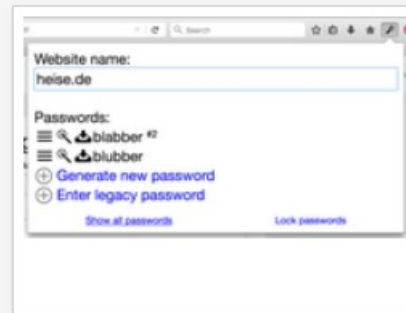 Search
Website name:
heise.de
Passwords:
blabber #2
blubber
Generate new password
Enter legacy password
Show all passwords
Lock passwords